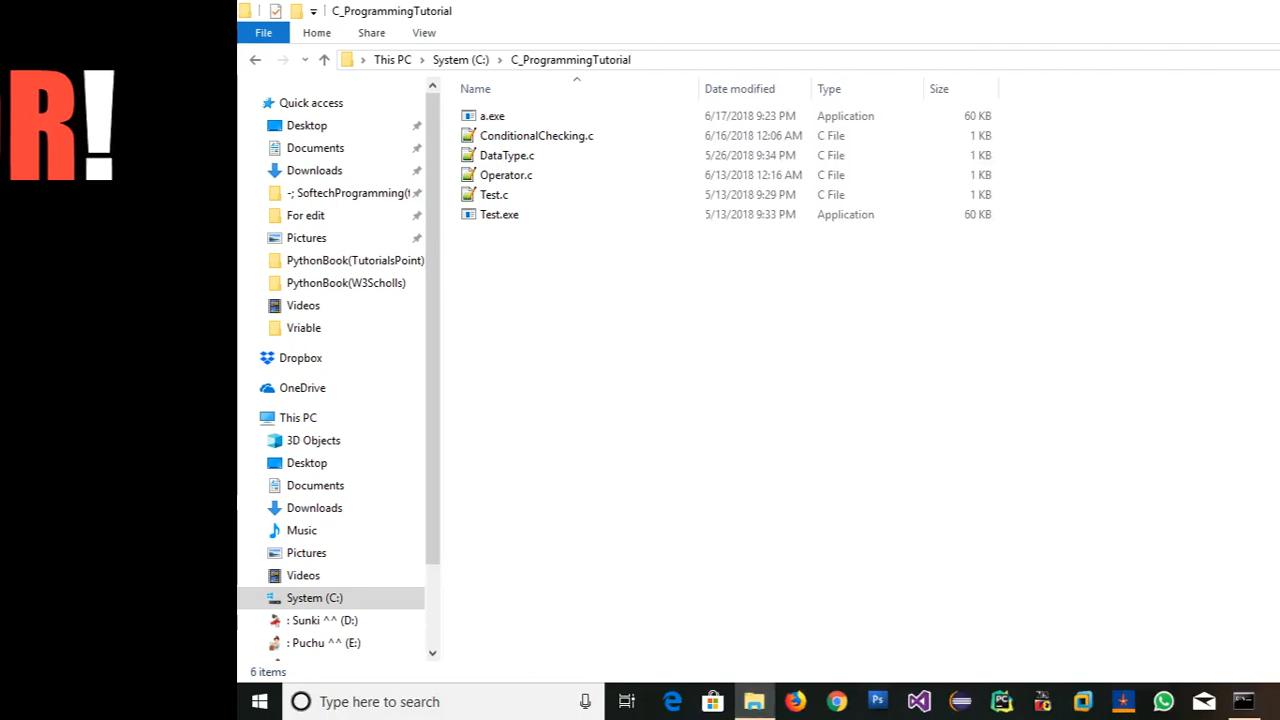 R!
C_ProgrammingTutorial
File Home Share View
This PC System (C:) C_ProgrammingTutorial
Name Date modified Type Size
a.exe 6/17/2018 9:23 PM Application 60 KB
ConditionalChecking.c 6/16/2018 12:06 AM C File 1 KB
DataType.c 5/26/2018 9:34 PM C File 1 KB
Operator.c 6/13/2018 12:16 AM C File 1 KB
Test.c 5/13/2018 9:29 PM C File 1 KB
Test.exe 5/13/2018 9:33 PM Application 60 KB
Quick access
Desktop
Documents
Downloads
-; SoftechProgramming(t
For edit
Pictures
PythonBook(TutorialsPoint)
PythonBook(W3Scholls)
Videos
Vriable
Dropbox
OneDrive
This PC
3D Objects
Desktop
Documents
Downloads
Music
Pictures
Videos
System (C:)
: Sunki ^^ (D:)
: Puchu ^^ (E:)
6 items
Type here to search